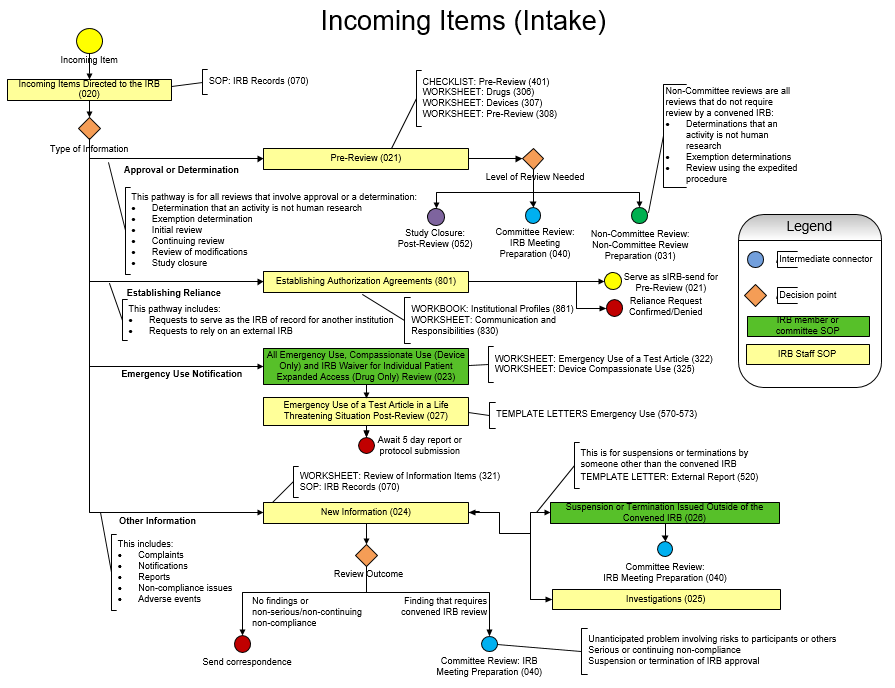 Incoming Items (Intake)
Incoming Item
Incoming Items Directed to the IRB
(020)
SOP: IRB Records (070)
Type of Information
CHECKLIST: Pre-Review (401)
WORKSHEET: Drugs (306)
WORKSHEET: Devices (307)
WORKSHEET: Pre-Review (308)
Non-Committee reviews are all
reviews that do not require
review by a convened IRB:
• Determinations that an
activity is not human
research
• Exemption determinations
• Review using the expedited
procedure
Approval or Determination
Pre-Review (021)
Level of Review Needed
This pathway is for all reviews that involve approval or a determination:
• Determination that an activity is not human research
• Exemption determination
• Initial review
• Continuing review
• Review of modifications
• Study closure
Study Closure:
Post-Review (052)
Committee Review:
IRB Meeting
Preparation (040)
Non-Committee Review:
Non-Committee Review
Preparation (031)
Legend
Intermediate connector
Decision point
IRB member or
committee SOP
IRB Staff SOP
Establishing Reliance
Establishing Authorization Agreements (801)
Serve as sIRB-send for
Pre-Review (021)
Reliance Request
Confirmed/Denied
This pathway includes:
• Requests to serve as the IRB of record for another institution
• Requests to rely on an external IRB
WORKBOOK: Institutional Profiles (861)
WORKSHEET: Communication and
Responsibilities (830)
Emergency Use Notification
All Emergency Use, Compassionate Use (Device
Only) and IRB Waiver for Individual Patient
Expanded Access (Drug Only) Review (023)
WORKSHEET: Emergency Use of a Test Article (322)
WORKSHEET: Device Compassionate Use (325)
Emergency Use of a Test Article in a Life
Threatening Situation Post-Review (027)
TEMPLATE LETTERS Emergency Use (570-573)
Await 5 day report or
protocol submission
WORKSHEET: Review of Information Items (321)
SOP: IRB Records (070)
This is for suspensions or terminations by
someone other than the convened IRB
TEMPLATE LETTER: External Report (520)
Other Information
New Information (024)
Suspension or Termination Issued Outside of the
Convened IRB (026)
This includes:
• Complaints
• Notifications
• Reports
• Non-compliance issues
• Adverse events
Review Outcome
Committee Review:
IRB Meeting Preparation (040)
Investigations (025)
No findings or
non-serious/non-continuing
non-compliance
Finding that requires
convened IRB review
Send correspondence
Committee Review: IRB
Meeting Preparation (040)
Unanticipated problem involving risks to participants or others
Serious or continuing non-compliance
Suspension or termination of IRB approval